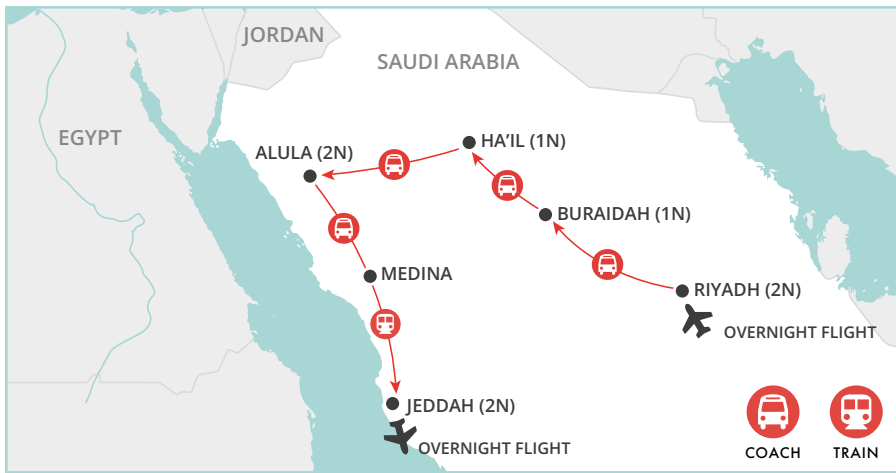 JORDAN
SAUDI ARABIA
EGYPT
HA'IL (1N)
ALULA (2N)
BURAIDAH (1N)
MEDINA
RIYADH (2N)
OVERNIGHT FLIGHT
JEDDAH (2N)
OVERNIGHT FLIGHT
COACH
TRAIN